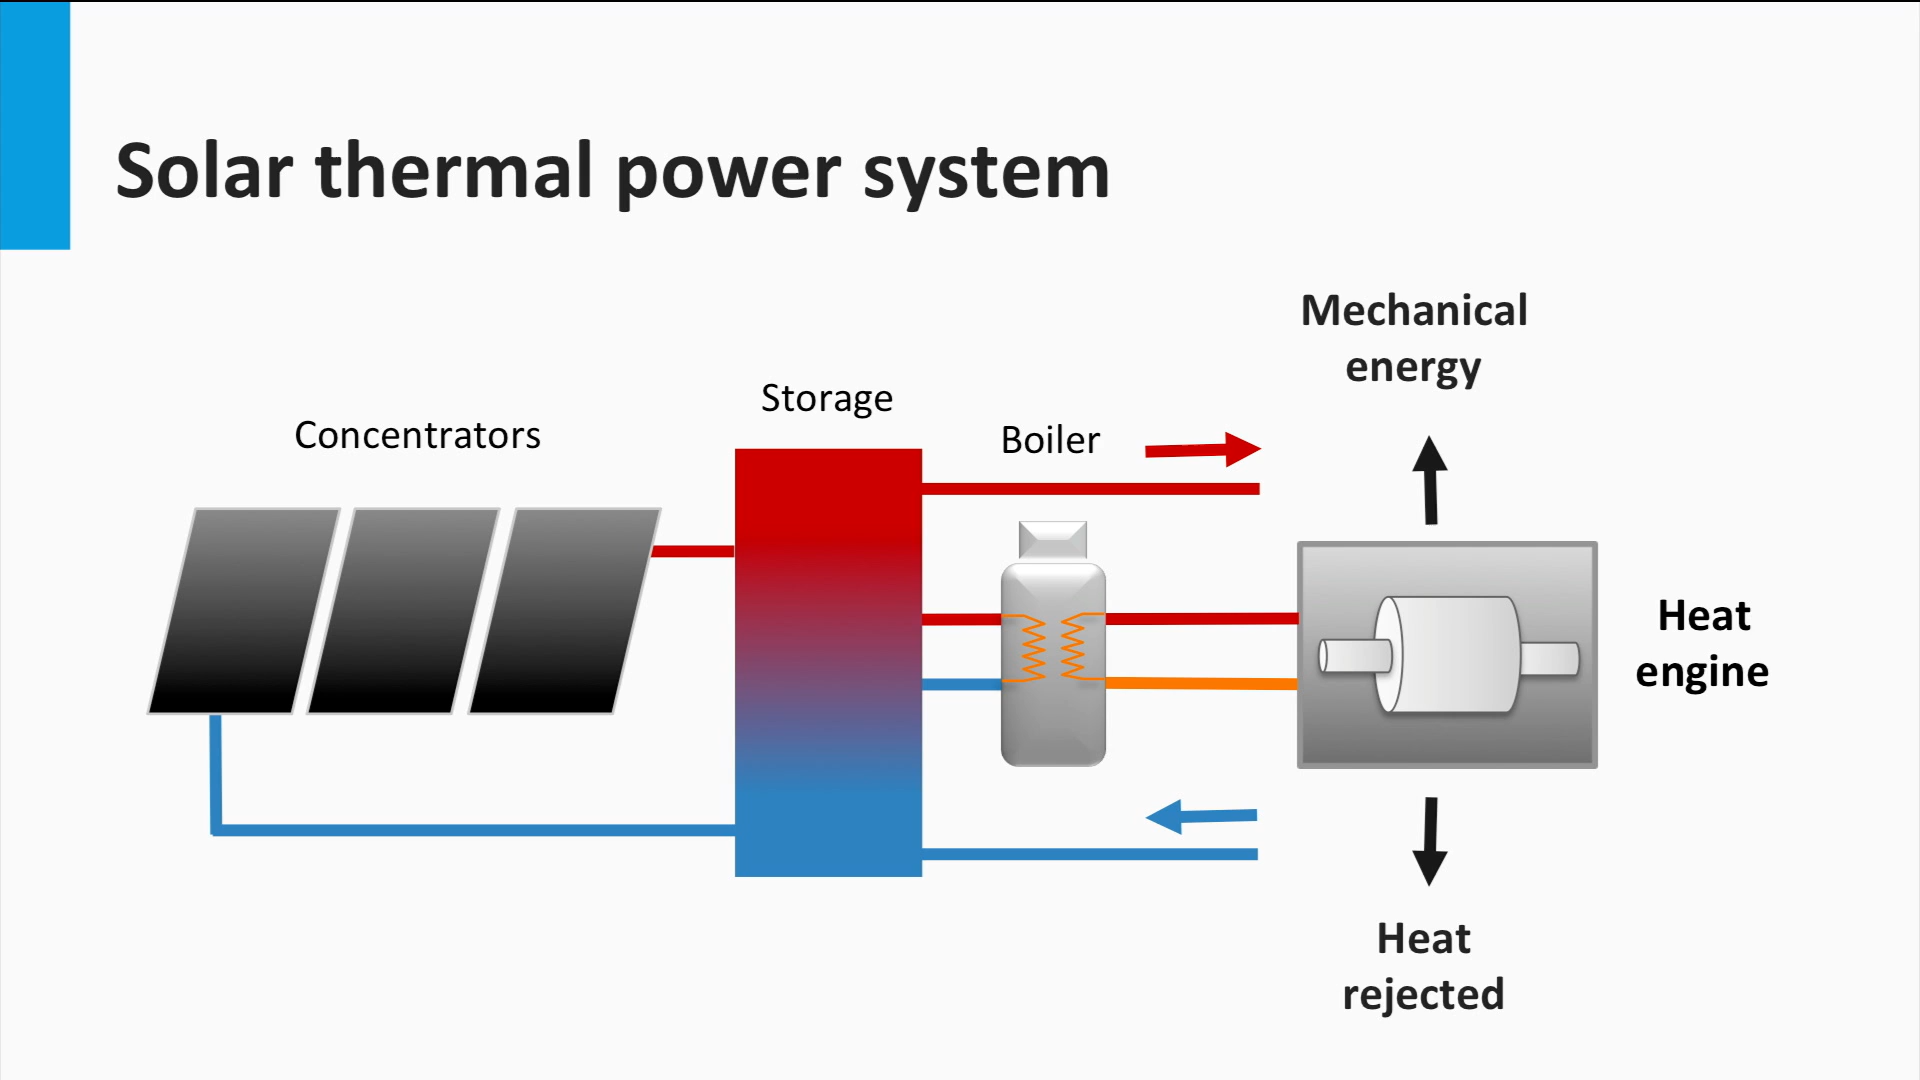 Solar thermal power system
Mechanical
energy
Storage
Concentrators
Boiler
Heat
engine
Heat
rejected